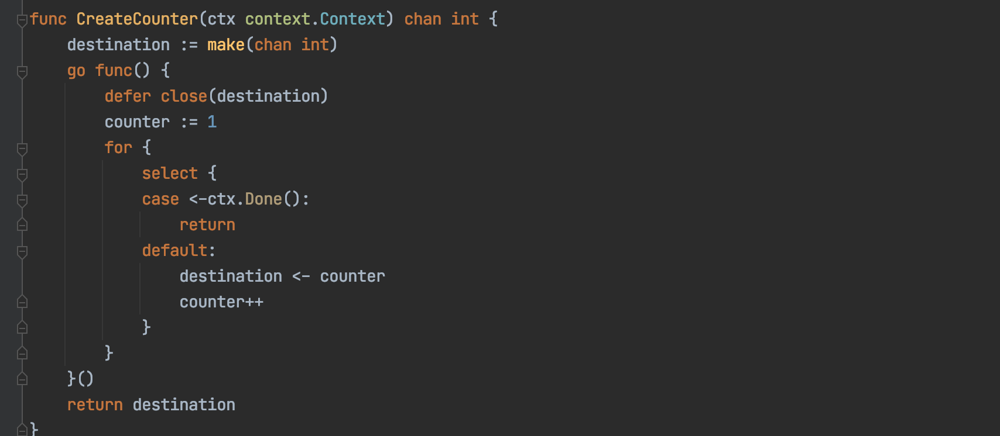 func CreateCounter(ctx context.Context) chan int {
    destination := make(chan int)
    go func() {
        defer close(destination)
        counter := 1
        for {
            select {
            case <-ctx.Done():
                return
            default:
                destination <- counter
                counter++
            }
        }
    }()
    return destination
}